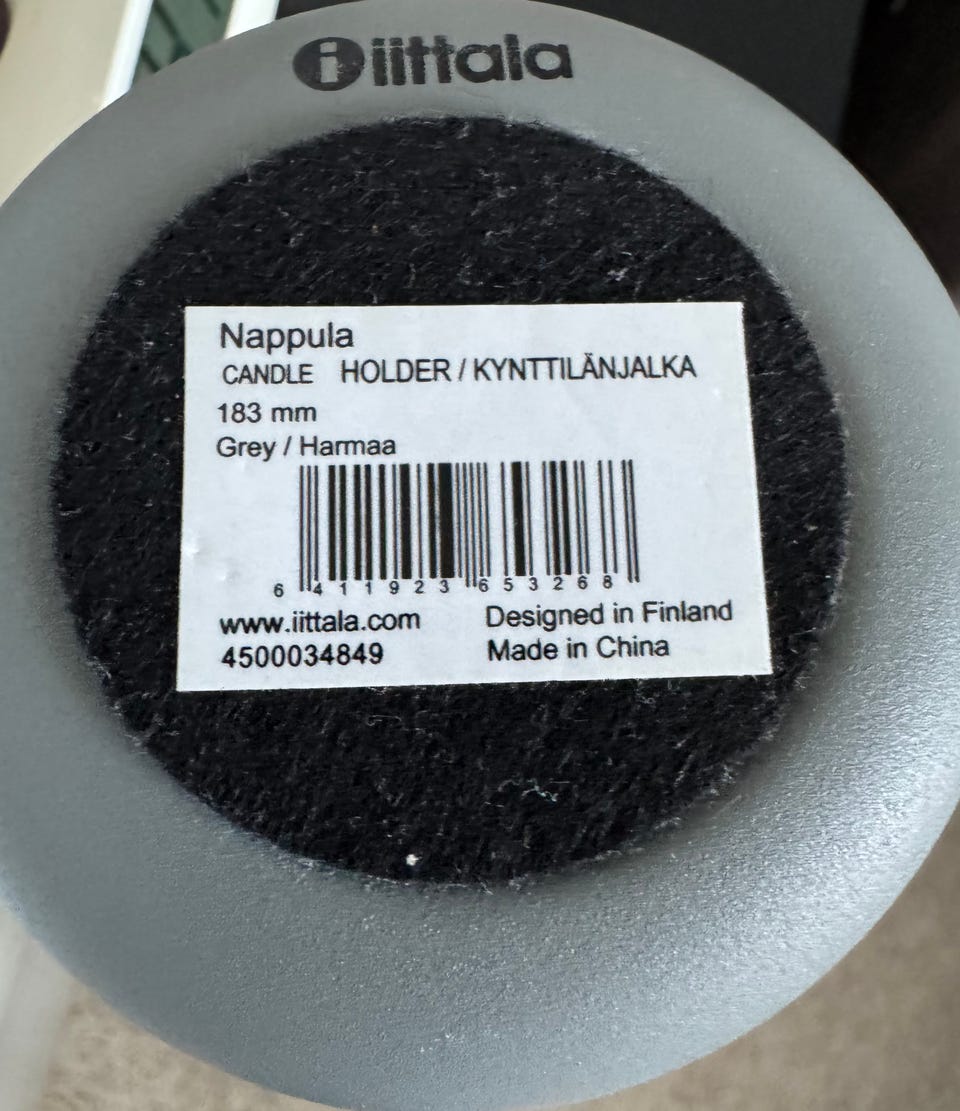 iittala
Nappula
CANDLE HOLDER / KYNTTILÄNJALKA
183 mm
Grey / Harmaa
6 411923 653268
www.iittala.com Designed in Finland
4500034849 Made in China